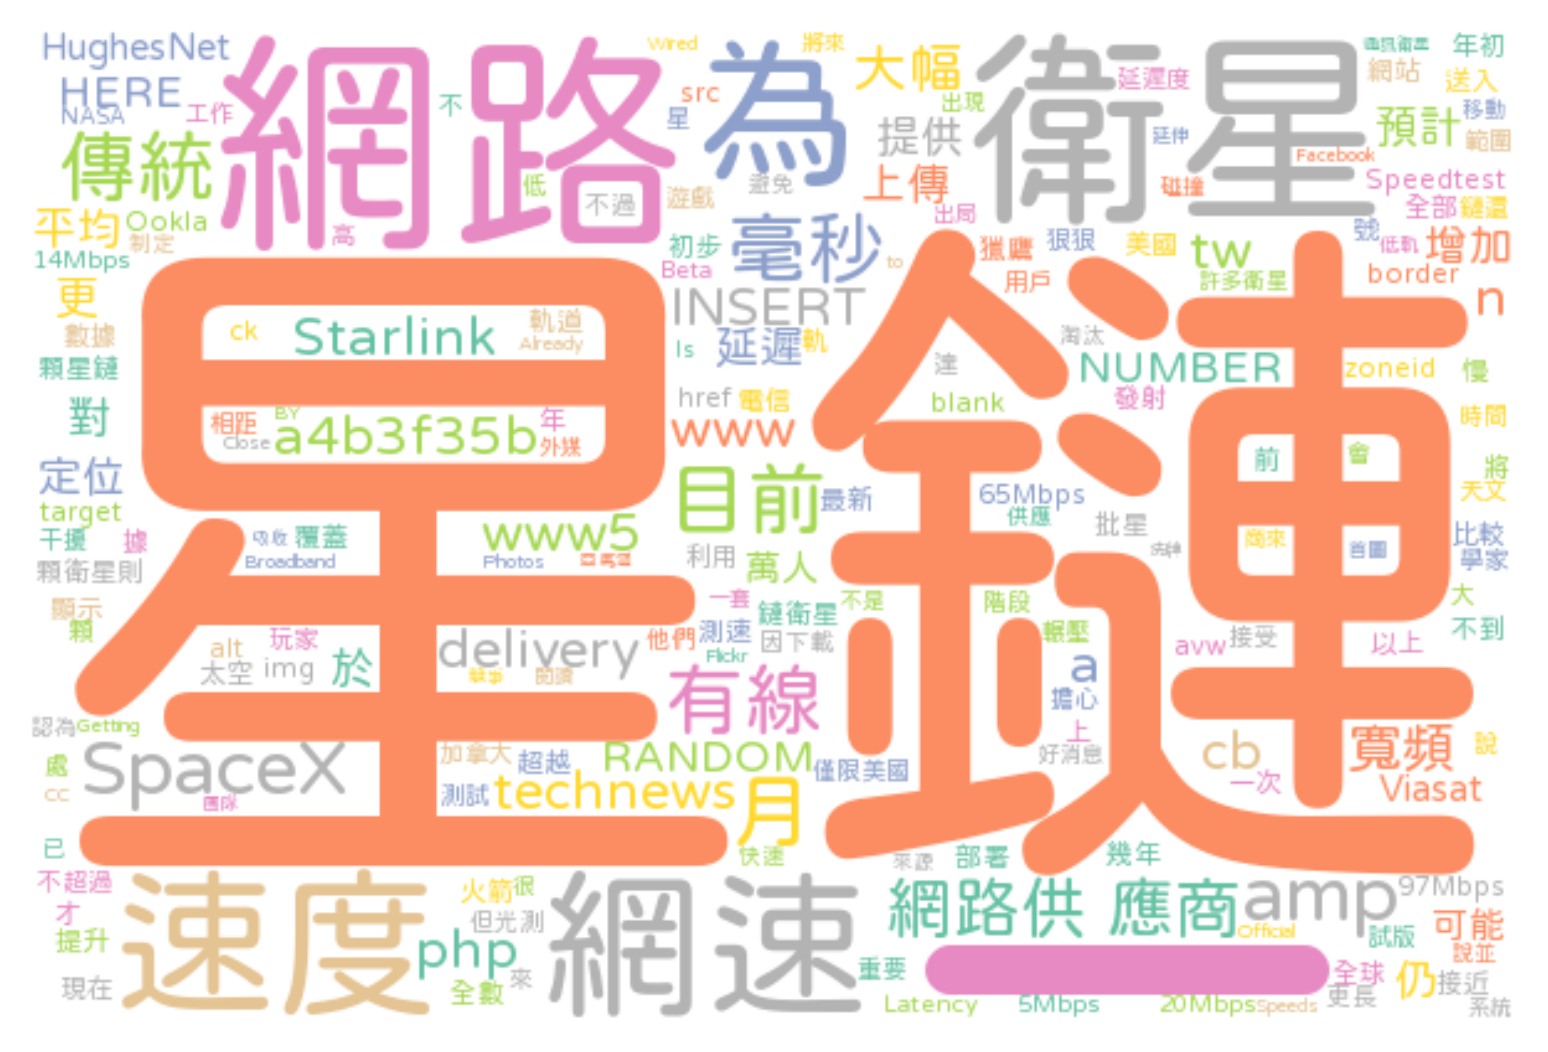 HughesNet
HERE
NASA
工作
網路
不
src
星
為
Wired
將來
大幅
出現
提供
衛星
延遲度
延伸
Facebook
碰撞
年初
網站
送入
預計
移動
範圍
傳統
低
不過
遊戲
避免
上傳
出局
Speedtest
全部
鏈還
平均
Ookla
制定
高
14Mbps
初步
Beta
毫秒
to
獵鷹
狠狠
用戶
美國
tw
許多衛星
號
低軌
增加
border
n
更
數據
ck
Starlink
軌道
Already
INSERT
ls
延遲
軌
淘汰
達
NUMBER
zoneid
慢
顆星鏈
對
相距
BY
Close
a4b3f35b
年
外媒
href
電信
www
blank
發射
時間
星鏈
定位
target
目前
最新
65Mbps
供應
批星
前
會
將
天文
干擾
據
吸收
覆蓋
Broadband
www5
Photos
亞馬遜
利用
萬人
商來
首圖
比較
學家
顆衛星則
顯示
顆
一套
鏈衛星
不是
階段
大
不到
alt
玩家
太空
img
於
delivery
他們
測速
Flickr
因下載
輾壓
a
avw
接受
以上
閱讀
有線
擔心
認為
Getting
上
好消息
處
SpaceX
cc
團隊
加拿大
超越
RANDOM
僅限美國
cb
一次
寬頻
說
Viasat
測試
technews
月
已
快速
來源
部署
幾年
不超過
才
提升
現在
速度
火箭
很
但光測
php
來
全數
網速
重要
網路供 應商
amp
Official
97Mbps
可能
試版
說並
一
全球
仍
接近
Latency
5Mbps
20Mbps
Speeds
更長
系統